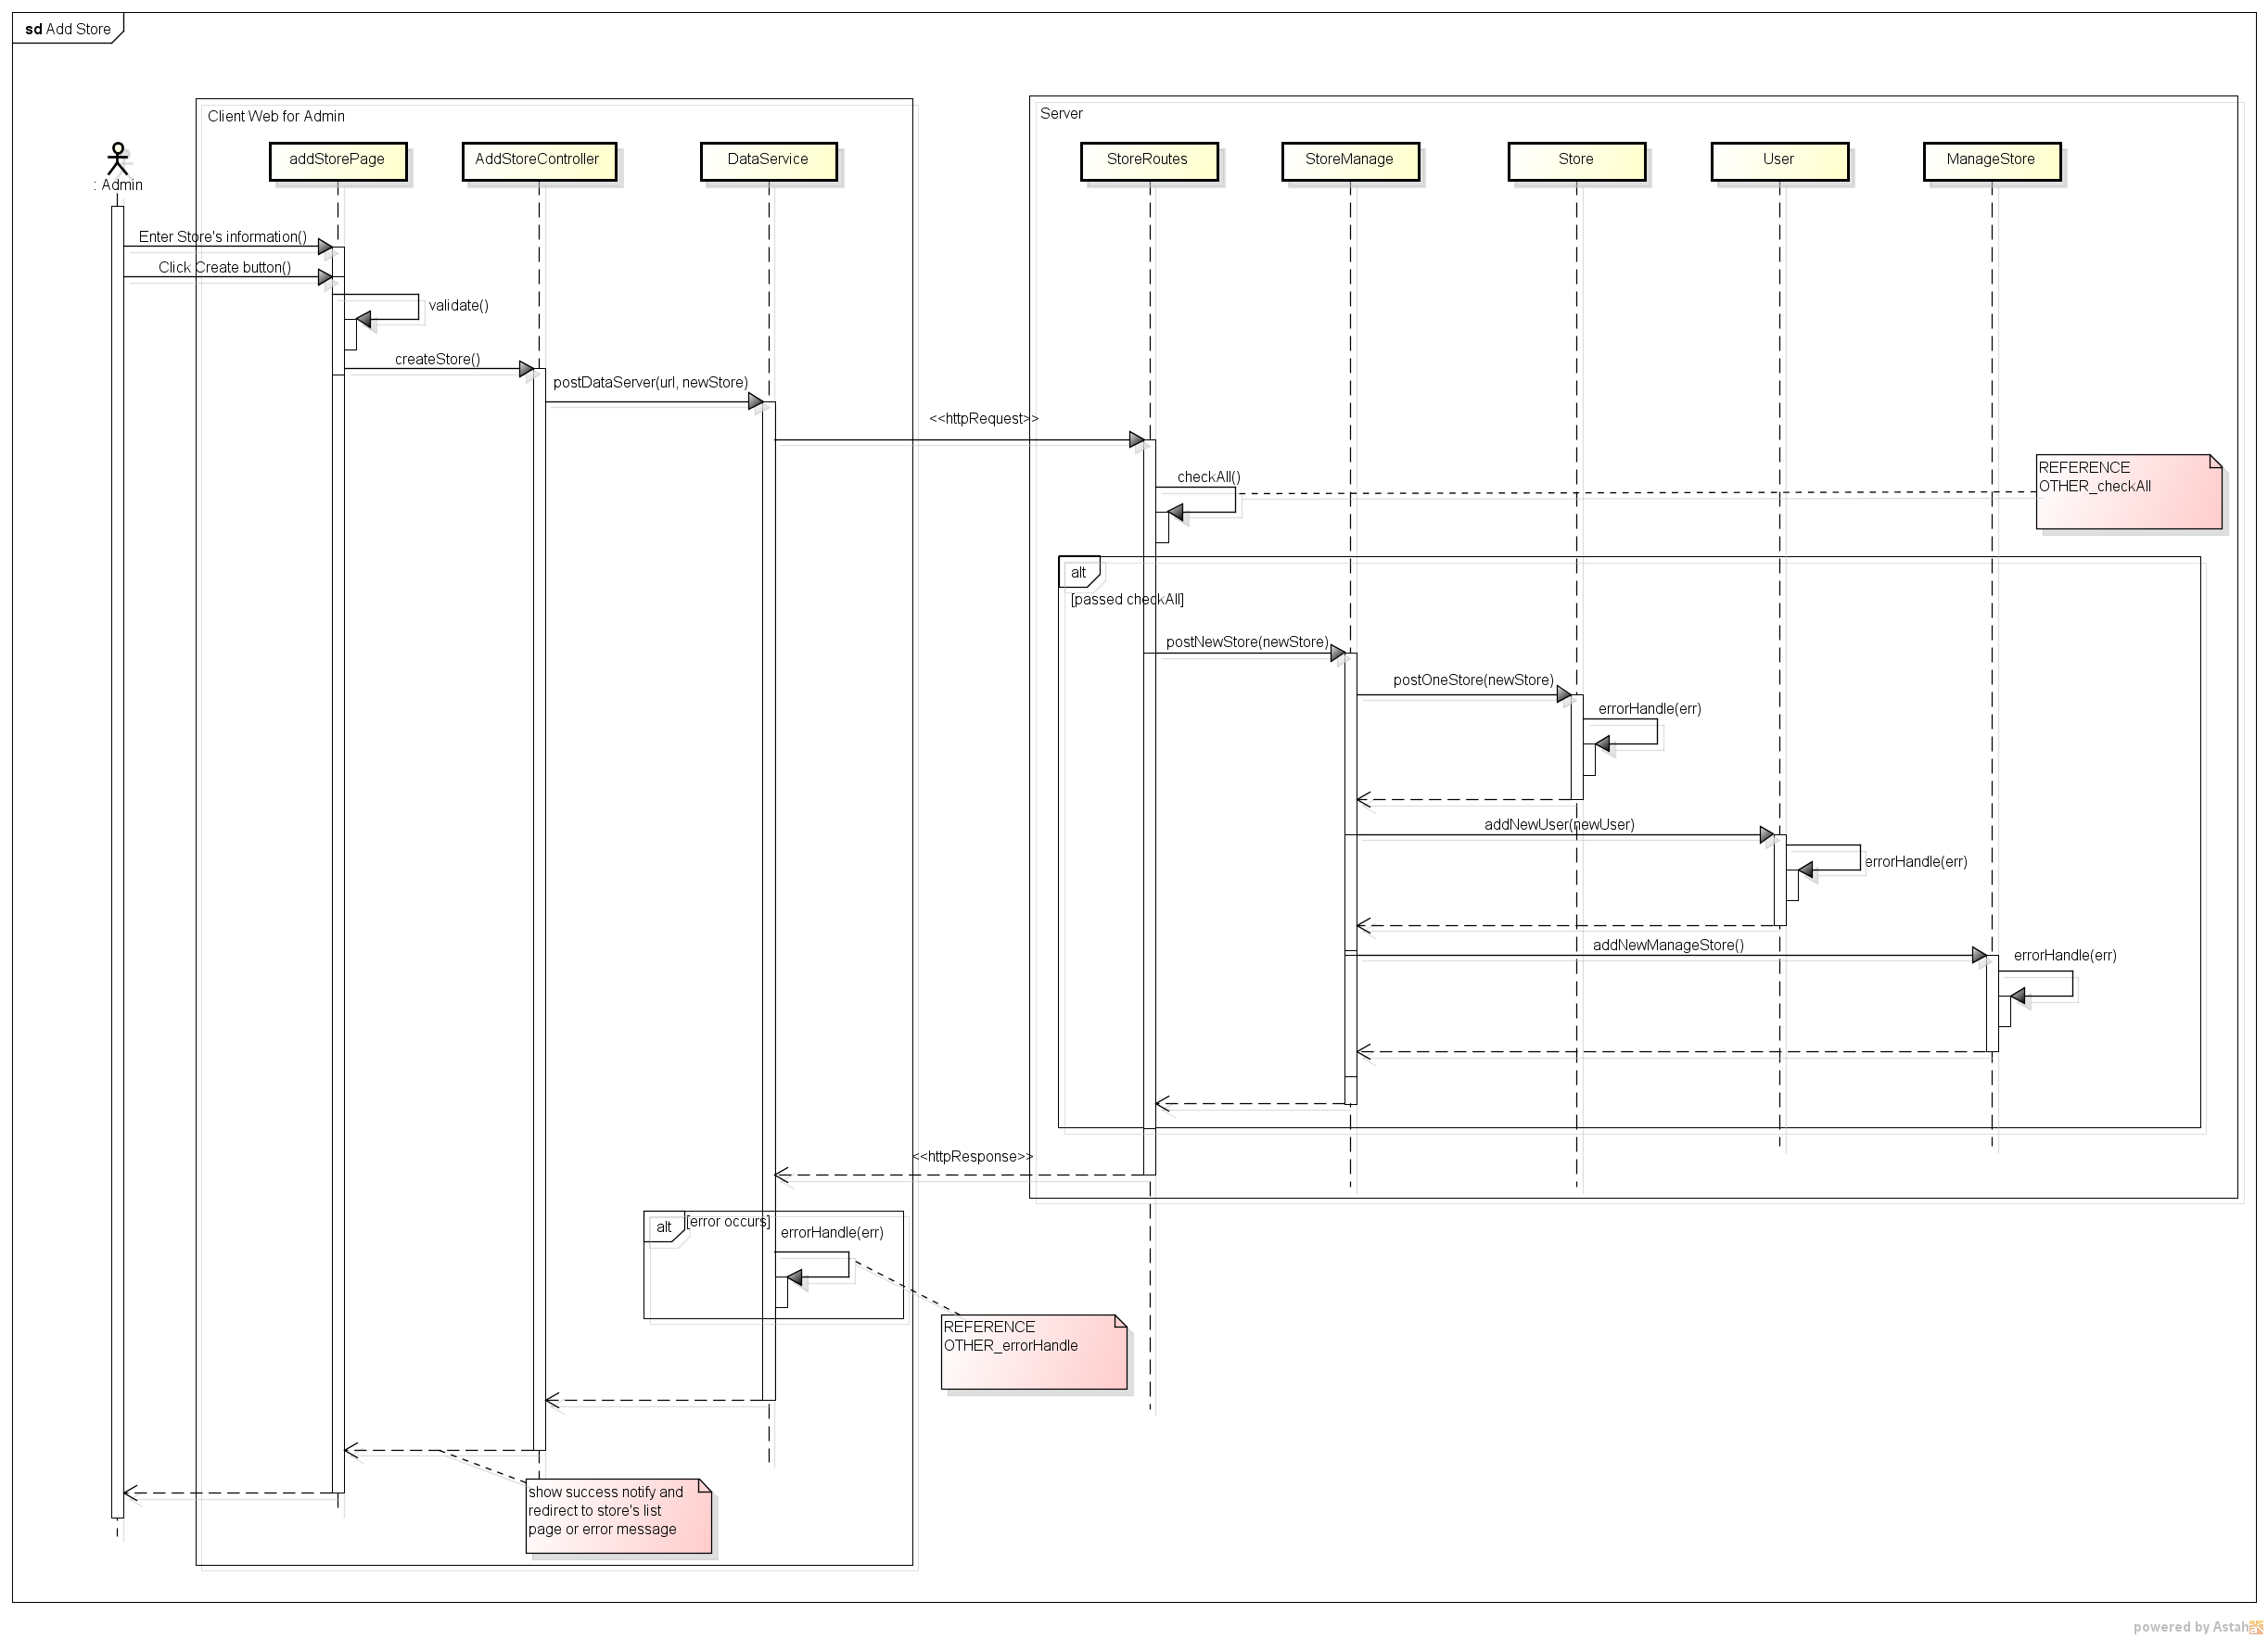 sd Add Store
Client Web for Admin
Server
: Admin
addStorePage
AddStoreController
DataService
StoreRoutes
StoreManage
Store
User
ManageStore
Enter Store's information()
Click Create button()
validate()
createStore()
postDataServer(url, newStore)
<<httpRequest>>
checkAll()
REFERENCE
OTHER_checkAll
alt
[passed checkAll]
postNewStore(newStore)
postOneStore(newStore)
errorHandle(err)
addNewUser(newUser)
errorHandle(err)
addNewManageStore()
errorHandle(err)
<<httpResponse>>
alt
[error occurs]
errorHandle(err)
REFERENCE
OTHER_errorHandle
show success notify and
redirect to store's list
page or error message
powered by Astah